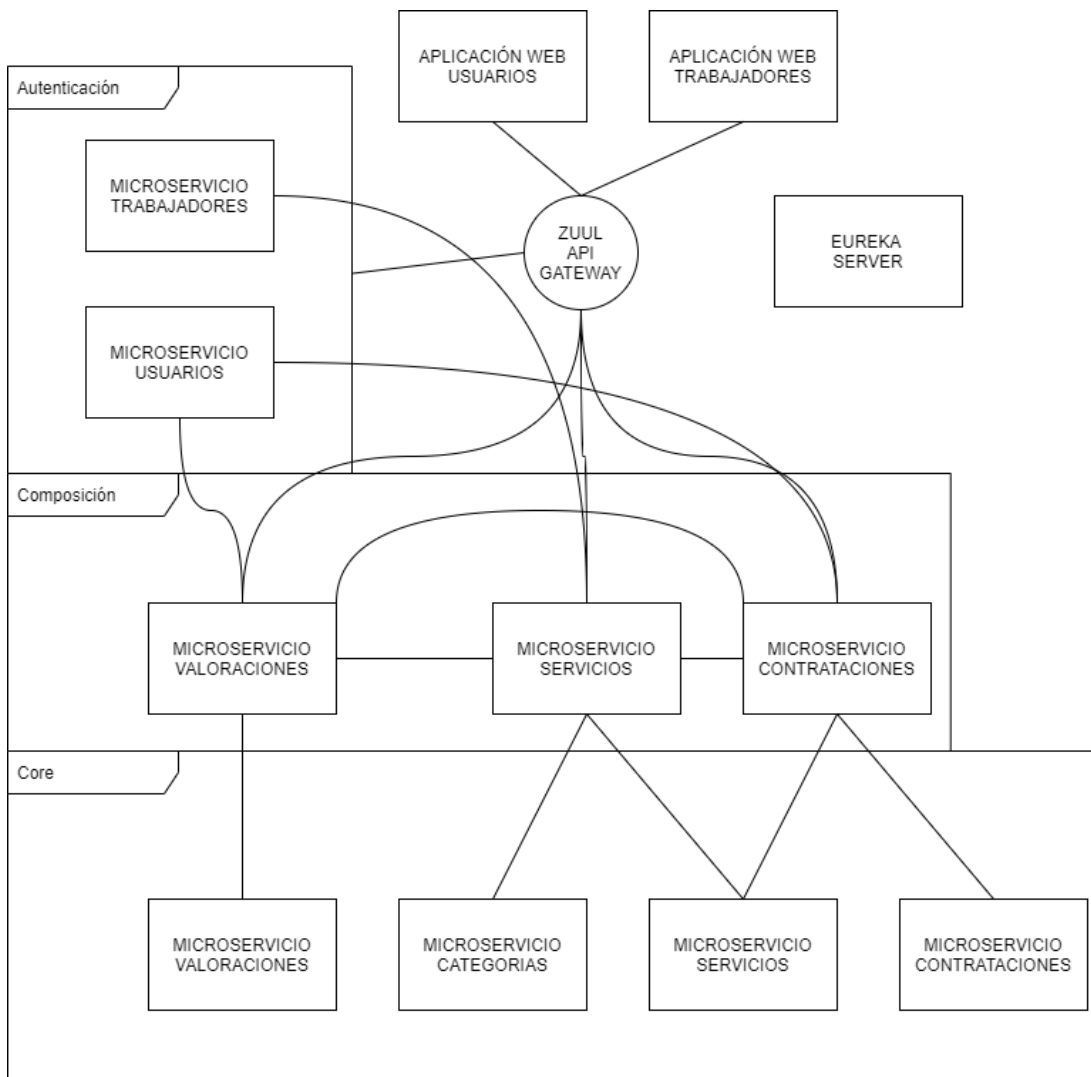 APLICACIÓN WEB
USUARIOS
APLICACIÓN WEB
TRABAJADORES
Autenticación
MICROSERVICIO
TRABAJADORES
ZUUL
API
GATEWAY
EUREKA
SERVER
MICROSERVICIO
USUARIOS
Composición
MICROSERVICIO
VALORACIONES
MICROSERVICIO
SERVICIOS
MICROSERVICIO
CONTRATACIONES
Core
MICROSERVICIO
VALORACIONES
MICROSERVICIO
CATEGORIAS
MICROSERVICIO
SERVICIOS
MICROSERVICIO
CONTRATACIONES